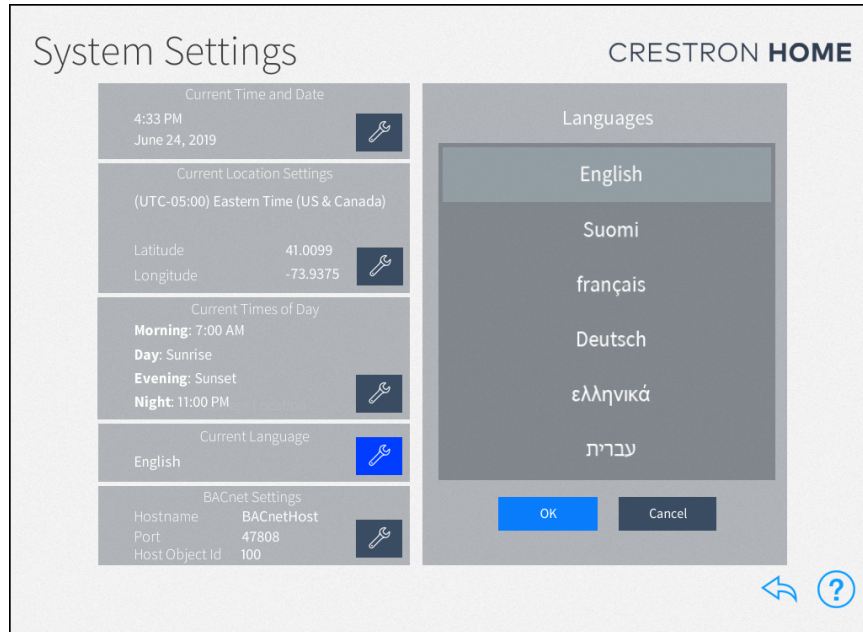 System Settings
CRESTRON HOME
Current Time and Date
4:33 PM
June 24, 2019
Current Location Settings
(UTC-05:00) Eastern Time (US & Canada)
Latitude 41.0099
Longitude -73.9375
Current Times of Day
Morning: 7:00 AM
Day: Sunrise
Evening: Sunset
Night: 11:00 PM
Current Language
English
BACnet Settings
Hostname BACnetHost
Port 47808
Host Object Id 100
Languages
English
Suomi
français
Deutsch
ελληνικά
עברית
OK Cancel
?